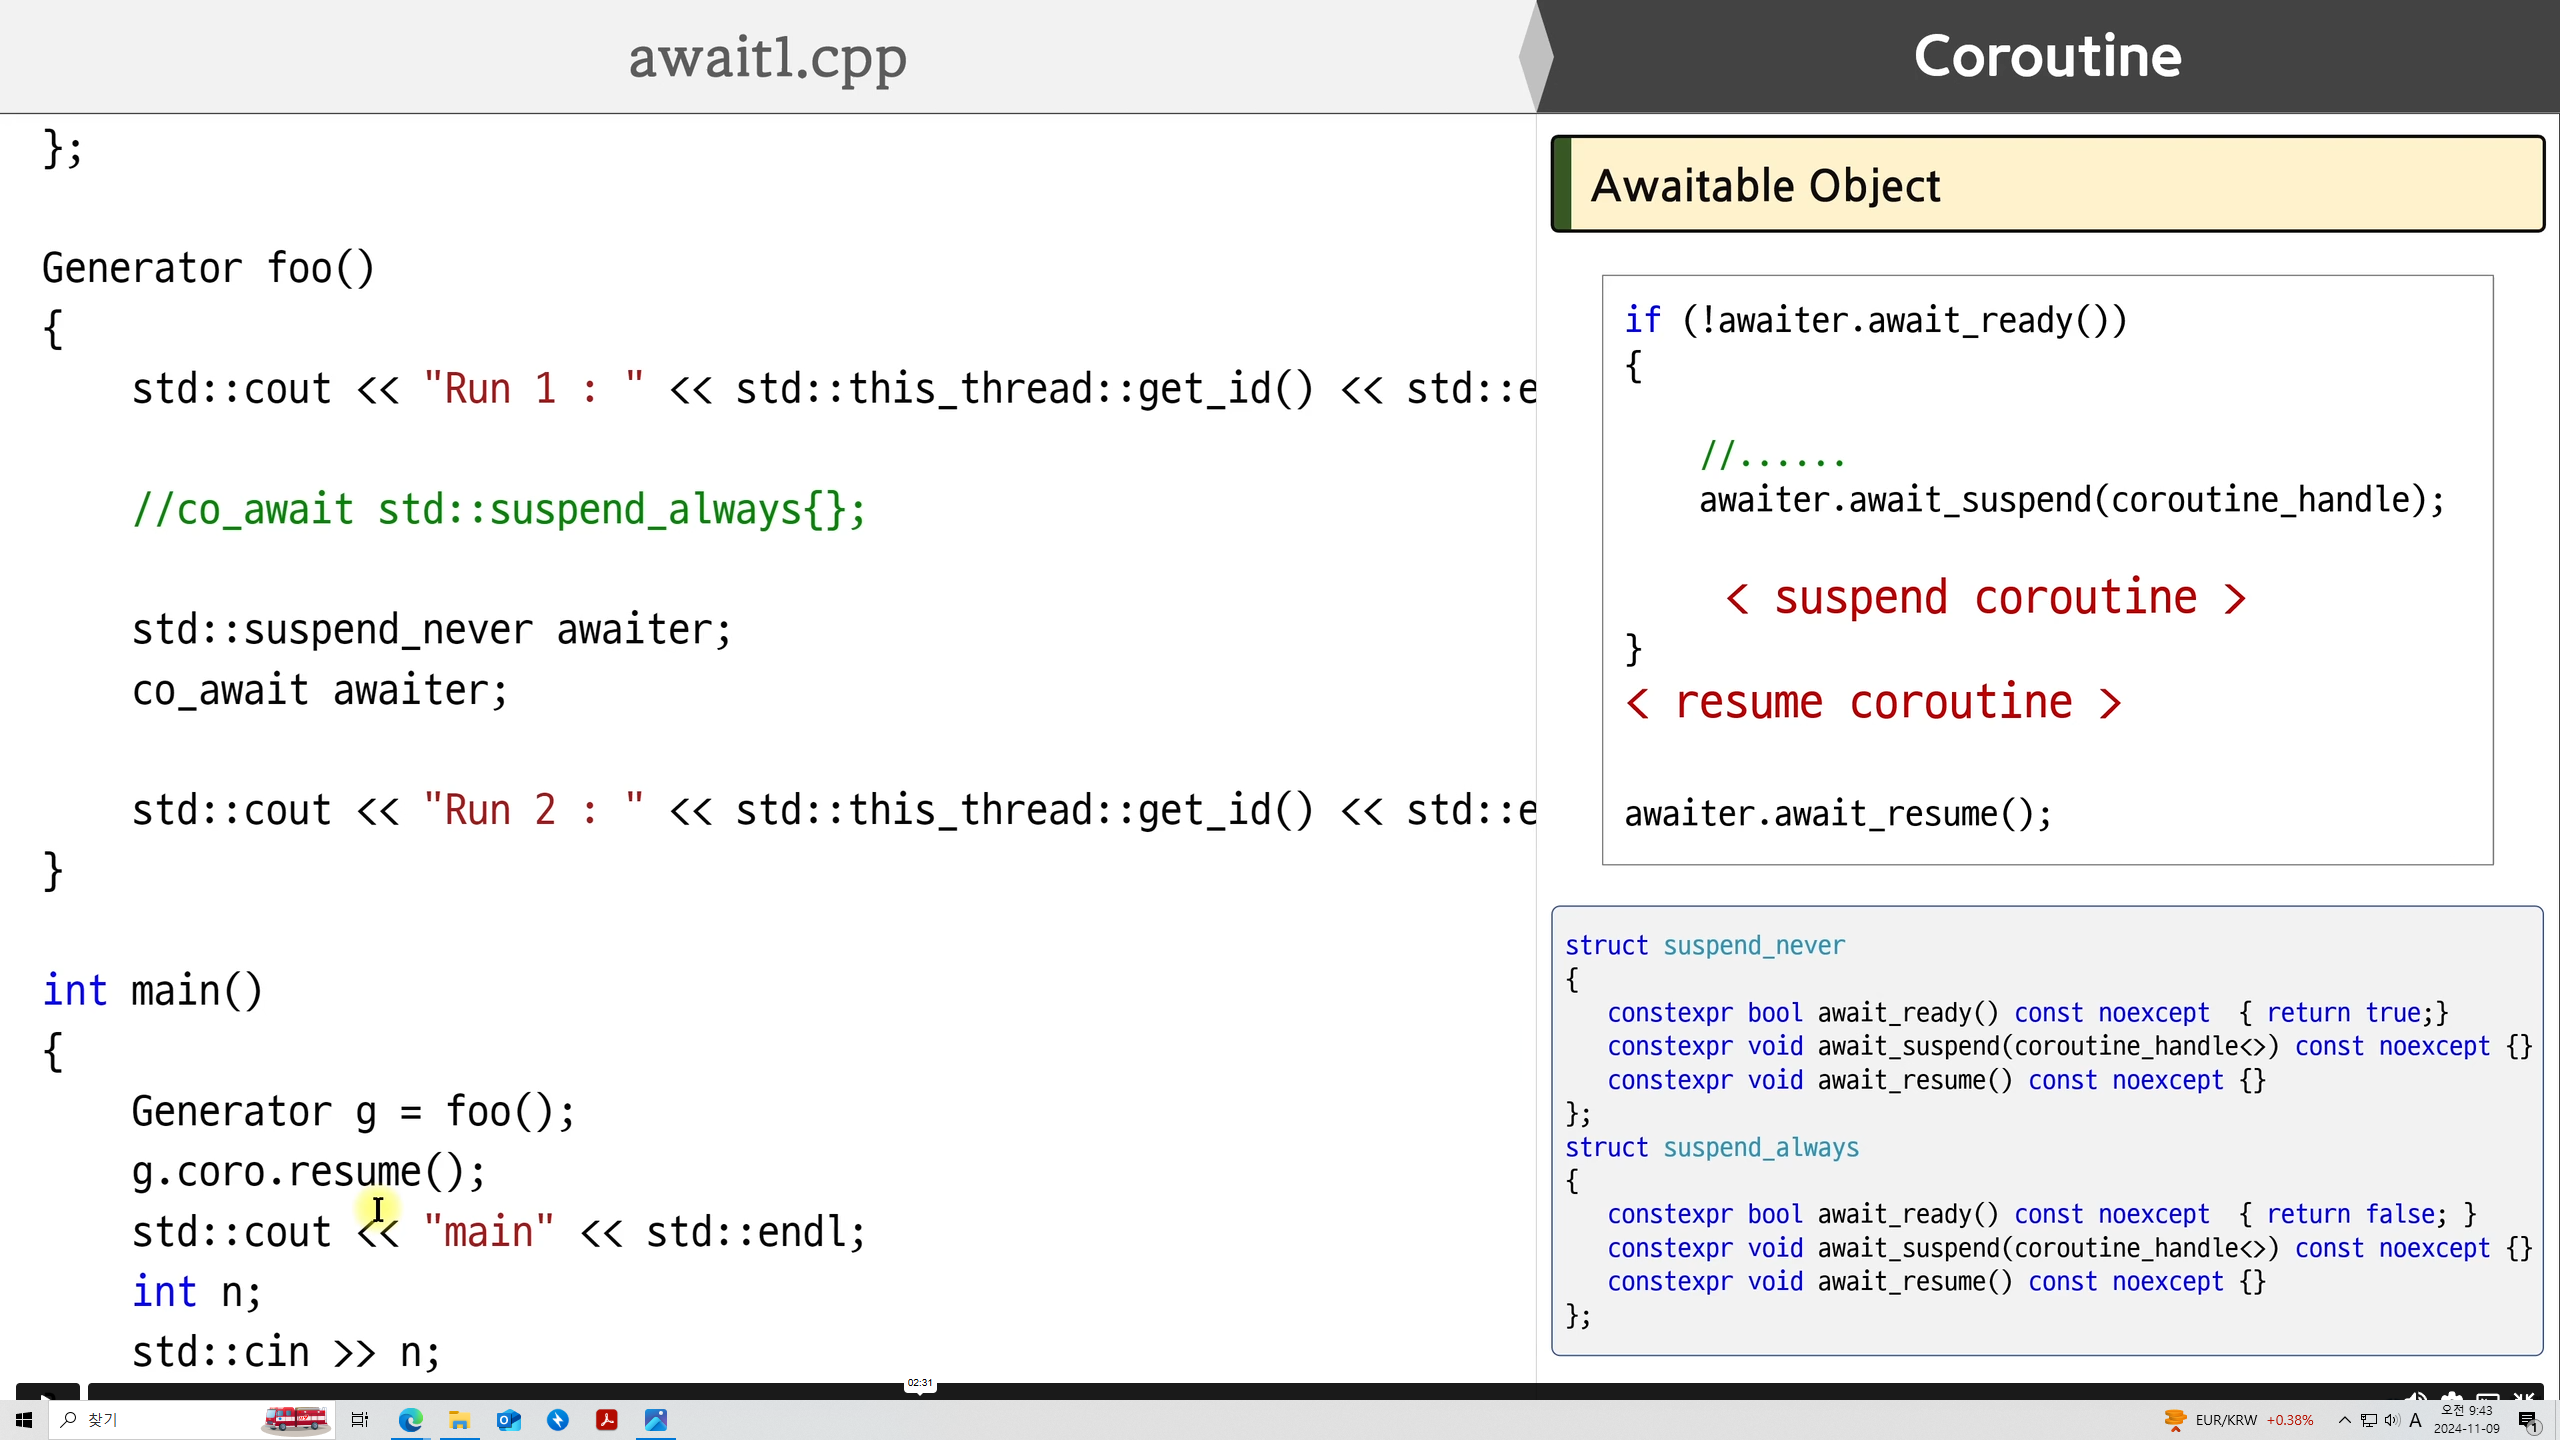 await1.cpp
Coroutine
};
Generator foo()
{
std::cout << "Run 1 : " << std::this_thread::get_id() << std::e
//co_await std::suspend_always{};
std::suspend_never awaiter;
co_await awaiter;
std::cout << "Run 2 : " << std::this_thread::get_id() << std::e
}
int main()
{
Generator g = foo();
g.coro.resume();
std::cout << "main" << std::endl;
int n;
std::cin >> n;
Awaitable Object
if (!awaiter.await_ready())
{
//......
awaiter.await_suspend(coroutine_handle);
< suspend coroutine >
}
< resume coroutine >
awaiter.await_resume();
struct suspend_never
{
constexpr bool await_ready() const noexcept { return true;}
constexpr void await_suspend(coroutine_handle<>) const noexcept {}
constexpr void await_resume() const noexcept {}
};
struct suspend_always
{
constexpr bool await_ready() const noexcept { return false; }
constexpr void await_suspend(coroutine_handle<>) const noexcept {}
constexpr void await_resume() const noexcept {}
};
02:31
찾기
EUR/KRW +0.38%
A
오전 9:43
2024-11-09
1